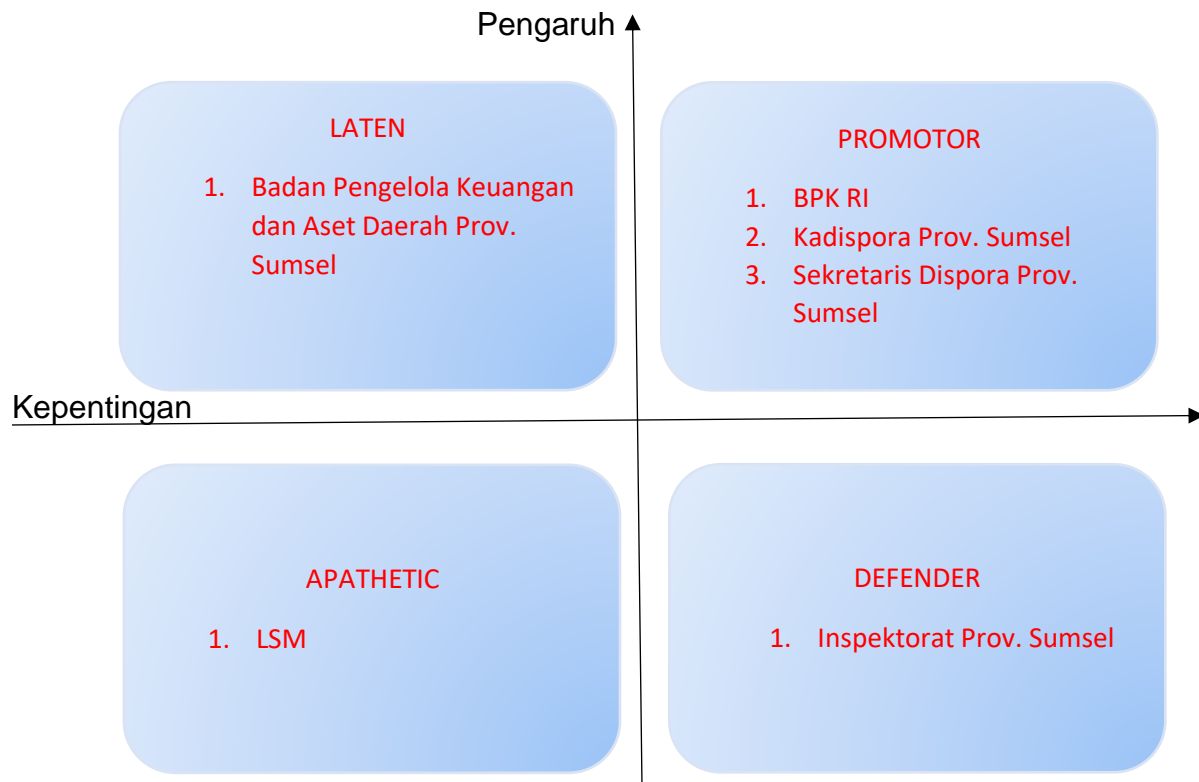 Pengaruh
LATEN
1. Badan Pengelola Keuangan
dan Aset Daerah Prov.
Sumsel
PROMOTOR
1. BPK RI
2. Kadispora Prov. Sumsel
3. Sekretaris Dispora Prov.
Sumsel
Kepentingan
APATHETIC
1. LSM
DEFENDER
1. Inspektorat Prov. Sumsel